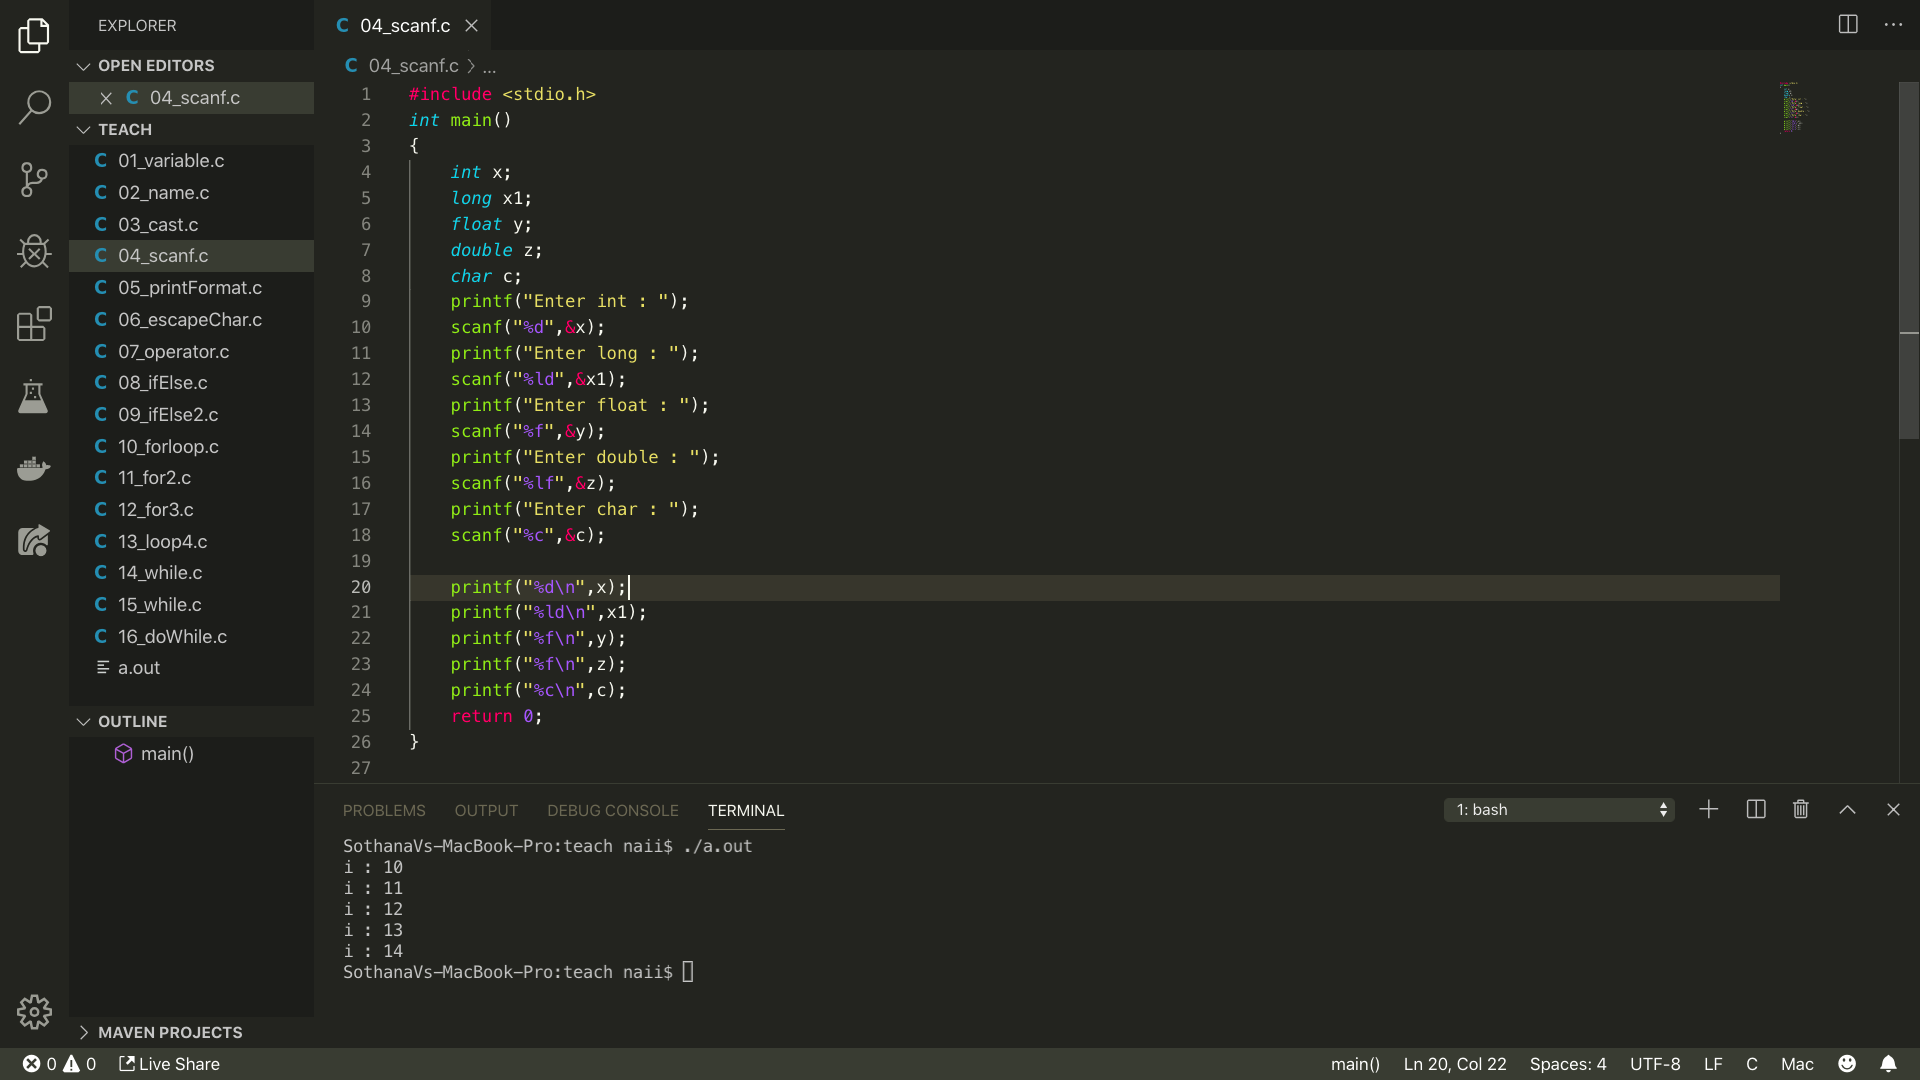 EXPLORER
OPEN EDITORS
C 04_scanf.c
TEACH
C 01_variable.c
C 02_name.c
C 03_cast.c
C 04_scanf.c
C 05_printFormat.c
C 06_escapeChar.c
C 07_operator.c
C 08_ifElse.c
C 09_ifElse2.c
C 10_forloop.c
C 11_for2.c
C 12_for3.c
C 13_loop4.c
C 14_while.c
C 15_while.c
C 16_doWhile.c
a.out
OUTLINE
main()
MAVEN PROJECTS
C 04_scanf.c
C 04_scanf.c > ...
1 #include <stdio.h>
2 int main()
3 {
4 int x;
5 long x1;
6 float y;
7 double z;
8 char c;
9 printf("Enter int : ");
10 scanf("%d",&x);
11 printf("Enter long : ");
12 scanf("%ld",&x1);
13 printf("Enter float : ");
14 scanf("%f",&y);
15 printf("Enter double : ");
16 scanf("%lf",&z);
17 printf("Enter char : ");
18 scanf("%c",&c);
19
20 printf("%d\n",x);
21 printf("%ld\n",x1);
22 printf("%f\n",y);
23 printf("%f\n",z);
24 printf("%c\n",c);
25 return 0;
26 }
27
PROBLEMS OUTPUT DEBUG CONSOLE TERMINAL 1: bash
SothanaVs-MacBook-Pro:teach naii$ ./a.out
i : 10
i : 11
i : 12
i : 13
i : 14
SothanaVs-MacBook-Pro:teach naii$
0 0 Live Share main() Ln 20, Col 22 Spaces: 4 UTF-8 LF C Mac